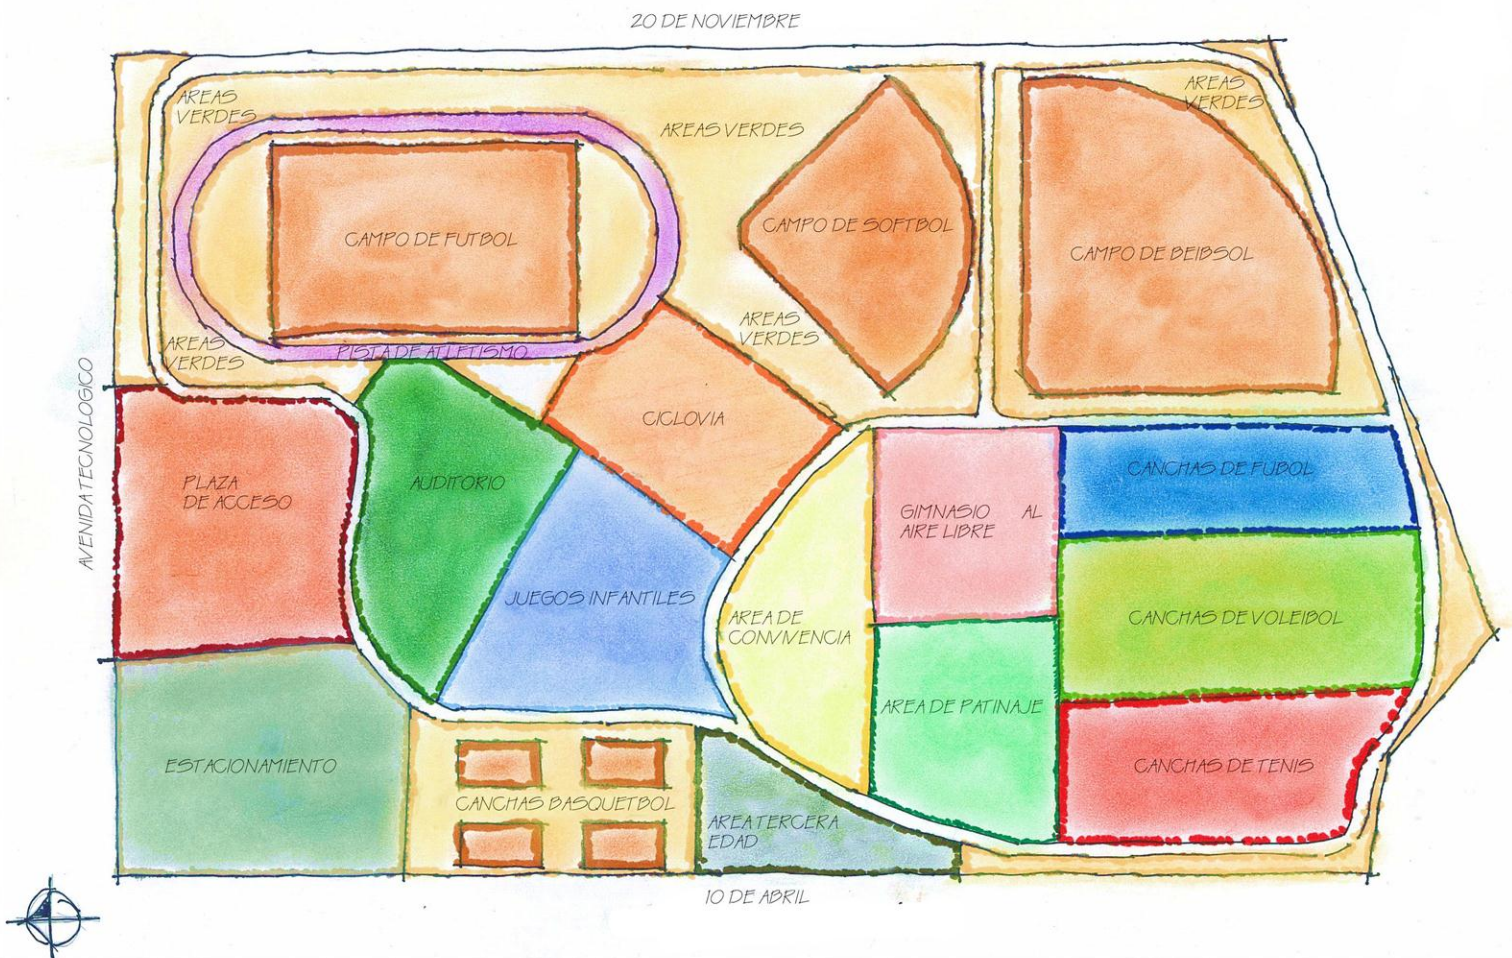 20 DE NOVIEMBRE
AREAS
VERDES
AREAS
VERDES
AREAS VERDES
CAMPO DE SOFTBOL
CAMPO DE FUTBOL
CAMPO DE BEIBSOL
AREAS
VERDES
AREAS
VERDES
PISTA DE ATLETISMO
AVENIDA TECNOLOGICO
CICLOVIA
PLAZA
DE ACCESO
AUDITORIO
CANCHAS DE FUBOL
GIMNASIO AL
AIRE LIBRE
JUEGOS INFANTILES
AREA DE
CONVIVENCIA
CANCHAS DE VOLEIBOL
AREA DE PATINAJE
ESTACIONAMIENTO
CANCHAS DE TENIS
CANCHAS BASQUETBOL
AREA TERCERA
EDAD
10 DE ABRIL